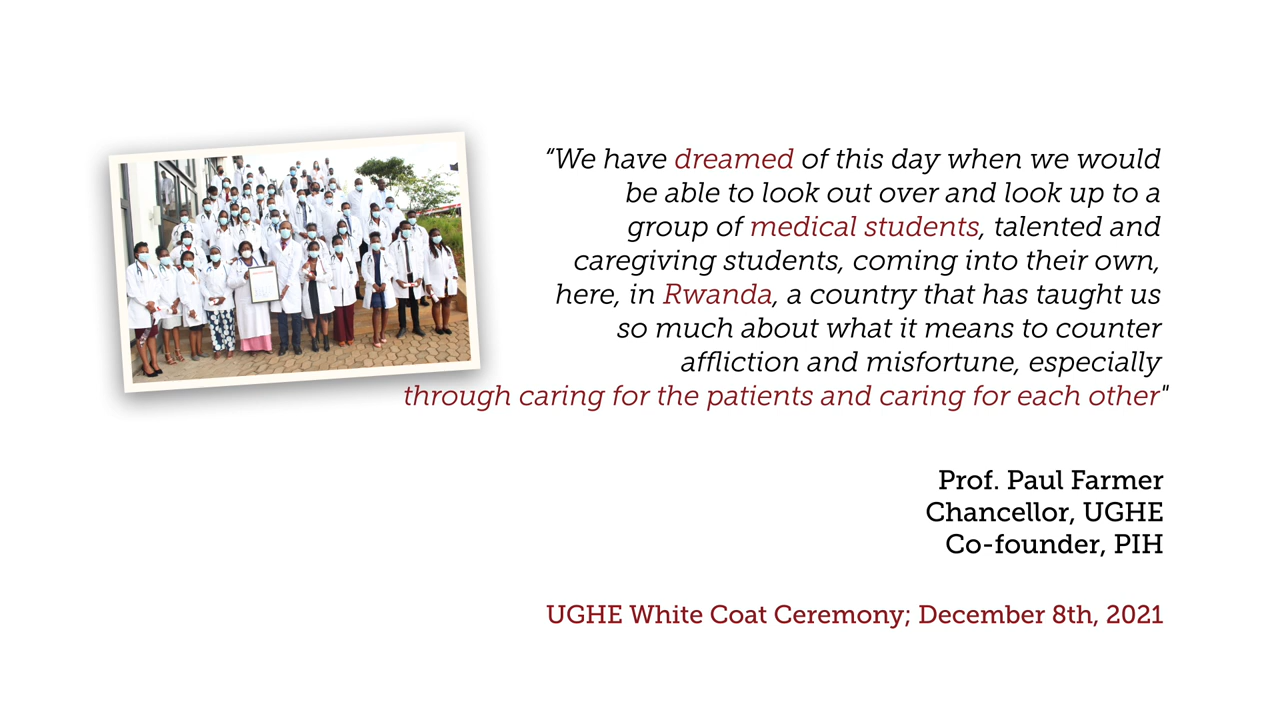 “We have dreamed of this day when we would
be able to look out over and look up to a
group of medical students, talented and
caregiving students, coming into their own,
here, in Rwanda, a country that has taught us
so much about what it means to counter
affliction and misfortune, especially
through caring for the patients and caring for each other"
Prof. Paul Farmer
Chancellor, UGHE
Co-founder, PIH
UGHE White Coat Ceremony; December 8th, 2021